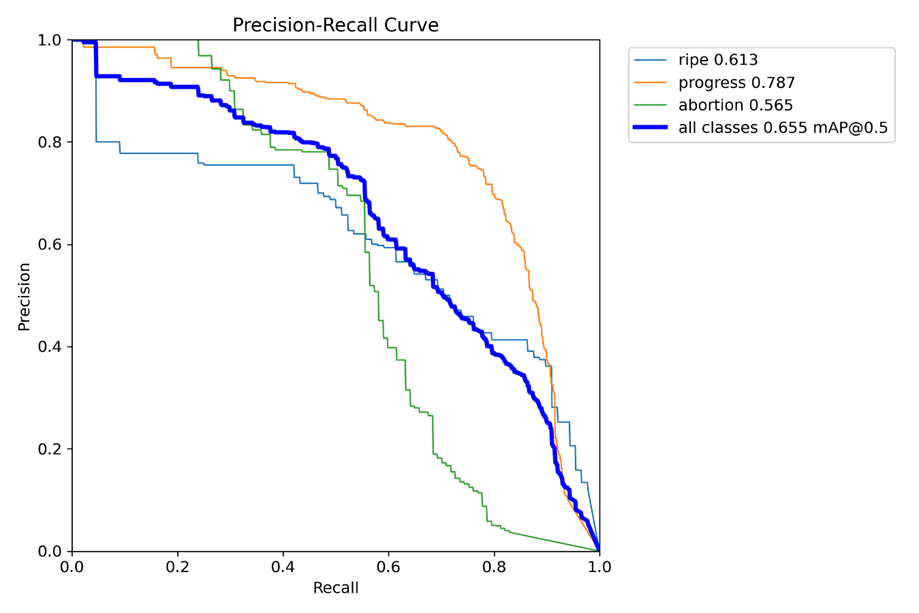 Precision-Recall Curve
1.0
0.8
0.6
0.4
0.2
0.0
Precision
0.0 0.2 0.4 0.6 0.8 1.0
Recall
ripe 0.613
progress 0.787
abortion 0.565
all classes 0.655 mAP@0.5